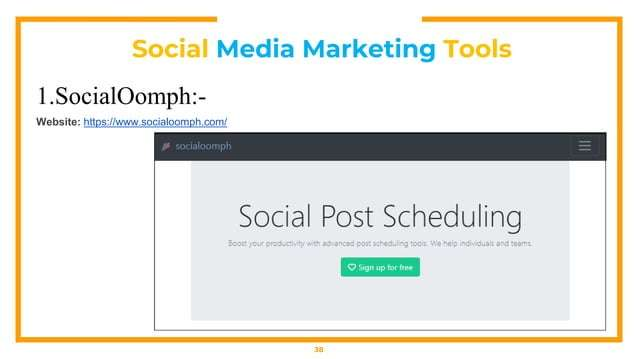 Social Media Marketing Tools
1.SocialOomph:-
Website: https://www.socialoomph.com/
socialoomph
Social Post Scheduling
Boost your productivity with advanced post scheduling tools. We help individuals and teams.
Sign up for free
38